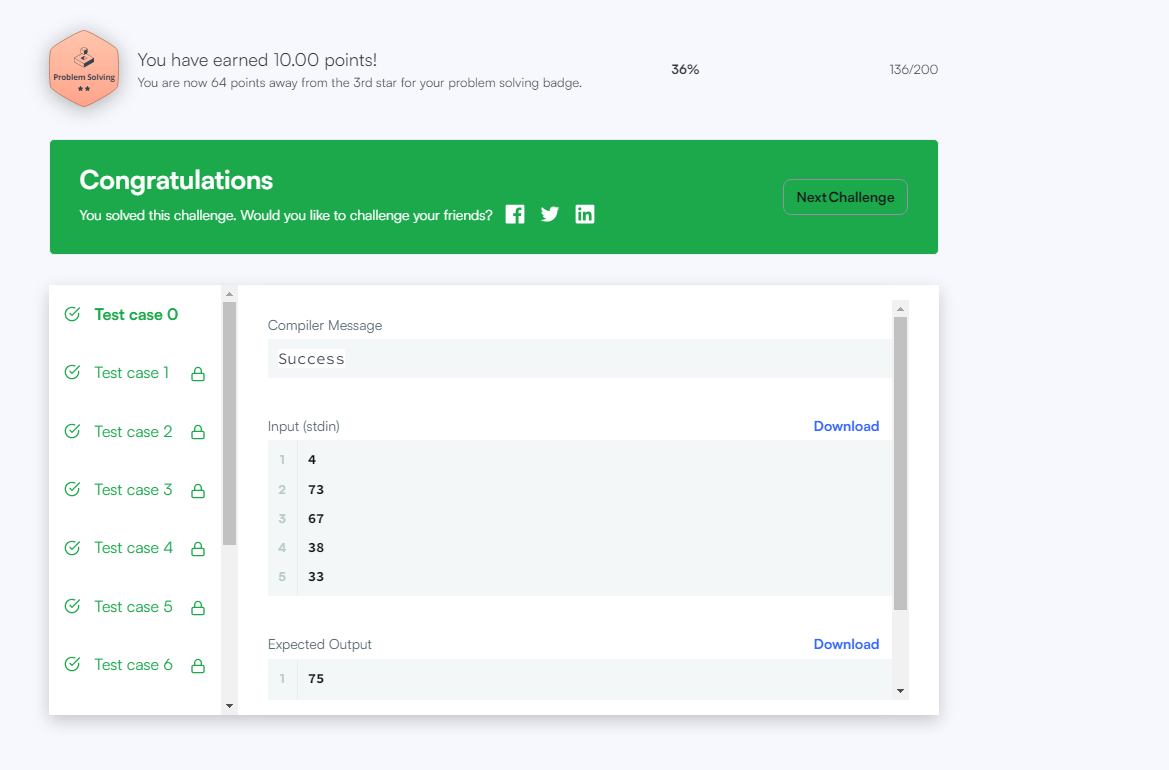 Problem Solving
You have earned 10.00 points!
You are now 64 points away from the 3rd star for your problem solving badge.
36%
136/200
Congratulations
You solved this challenge. Would you like to challenge your friends?
Next Challenge
Test case 0
Test case 1
Test case 2
Test case 3
Test case 4
Test case 5
Test case 6
Compiler Message
Success
Input (stdin)
Download
1 4
2 73
3 67
4 38
5 33
Expected Output
Download
1 75